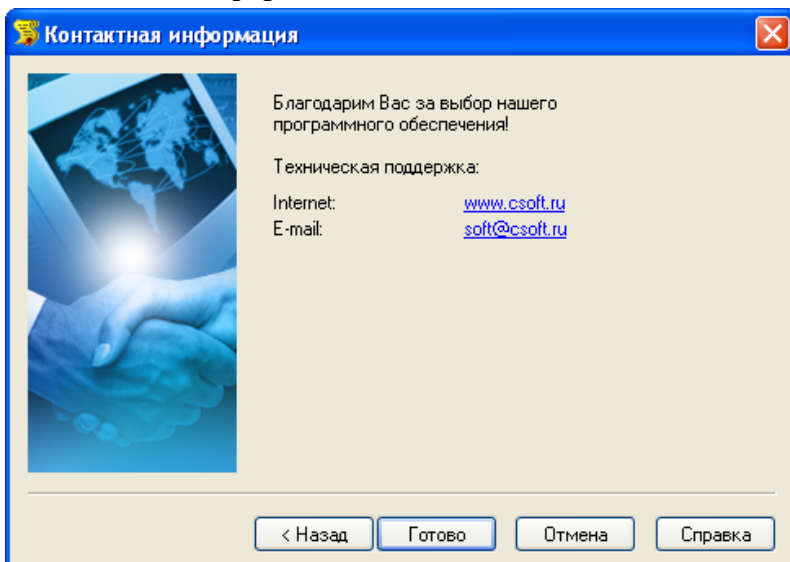 Контактная информация
Благодарим Вас за выбор нашего
программного обеспечения!
Техническая поддержка:
Internet: www.csoft.ru
E-mail: soft@csoft.ru
< Назад Готово Отмена Справка